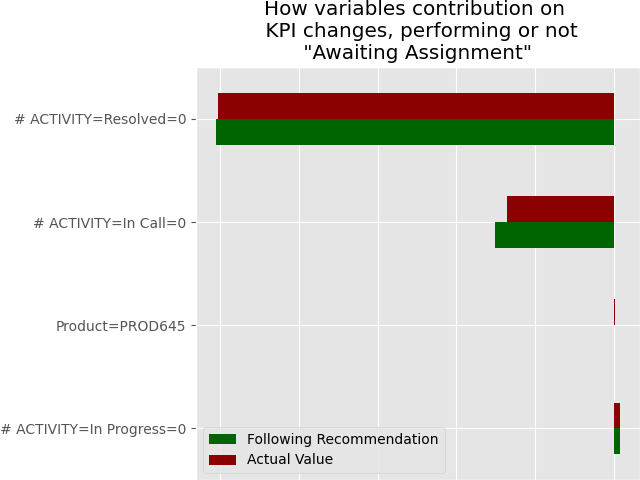 How variables contribution on
KPI changes, performing or not
"Awaiting Assignment"
# ACTIVITY=Resolved=0
# ACTIVITY=In Call=0
Product=PROD645
# ACTIVITY=In Progress=0
Following Recommendation
Actual Value